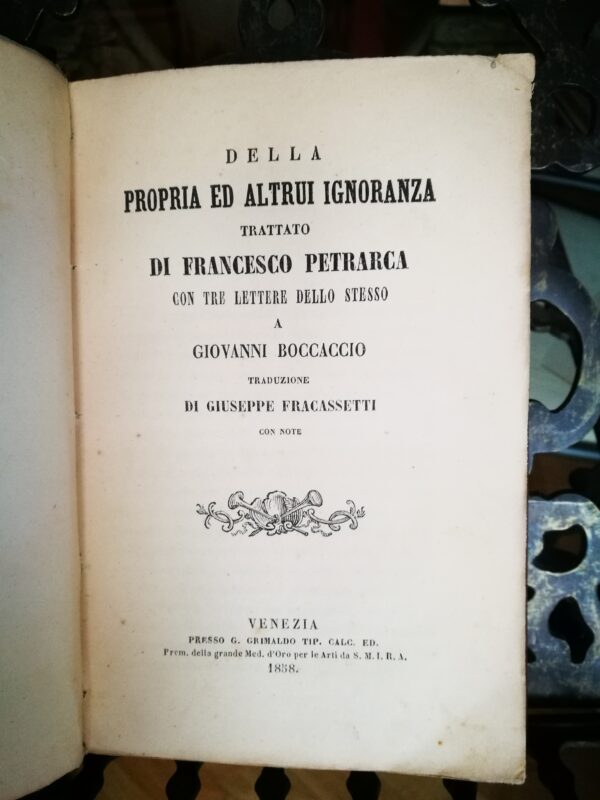 DELLA
PROPRIA ED ALTRUI IGNORANZA
TRATTATO
DI FRANCESCO PETRARCA
CON TRE LETTERE DELLO STESSO
A
GIOVANNI BOCCACCIO
TRADUZIONE
DI GIUSEPPE FRACASSETTI
CON NOTE
VENEZIA
PRESSO G. GRIMALDO TIP. CALC. ED.
Prem. della grande Med. d'Oro per le Arti da S. M. I. R. A.
1858.